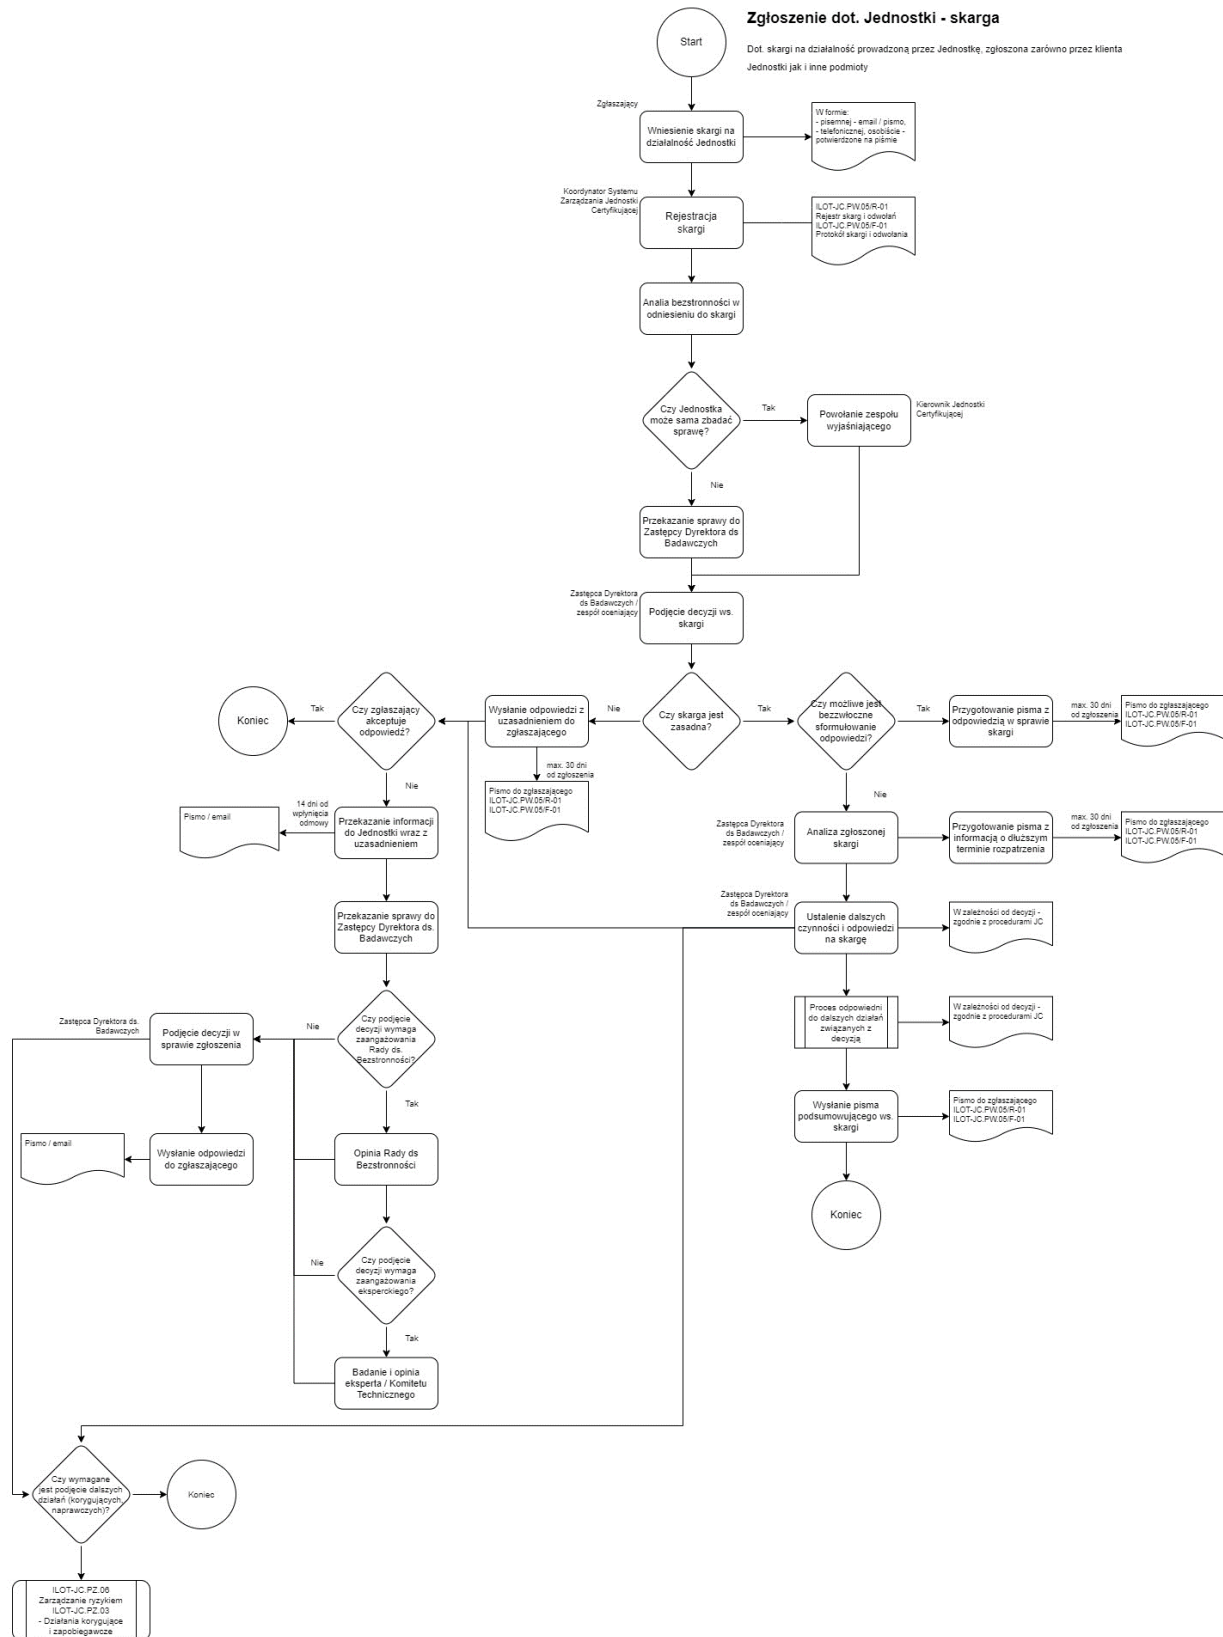 Start
Zgłoszenie dot. Jednostki - skarga
Dot. skargi na działalność prowadzoną przez Jednostkę, zgłoszona zarówno przez klienta
Jednostki jak i inne podmioty
Zgłaszający
Wniesienie skargi na
działalność Jednostki
W formie:
- pisemnej - email / pismo,
- telefonicznej, osobiście -
potwierdzone na piśmie
Koordynator Systemu
Zarządzania Jednostki
Certyfikującej
Rejestracja
skargi
ILOT-JC.PW.05/R-01
Rejestr skarg i odwołań
ILOT-JC.PW.05/F-01
Protokół skargi i odwołania
Analia bezstronności w
odniesieniu do skargi
Czy Jednostka
może sama zbadać
sprawę?
Tak
Powołanie zespołu
wyjaśniającego
Kierownik Jednostki
Certyfikującej
Nie
Przekazanie sprawy do
Zastępcy Dyrektora ds
Badawczych
Zastępca Dyrektora
ds Badawczych /
zespół oceniający
Podjęcie decyzji ws.
skargi
Koniec
Tak
Czy zgłaszający
akceptuje
odpowiedź?
Wysłanie odpowiedzi z
uzasadnieniem do
zgłaszającego
Nie
Czy skarga jest
zasadna?
Tak
Czy możliwe jest
bezzwłoczne
sformułowanie
odpowiedzi?
Tak
Przygotowanie pisma z
odpowiedzią w sprawie
skargi
max. 30 dni
od zgłoszenia
Pismo do zgłaszającego
ILOT-JC.PW.05/R-01
ILOT-JC.PW.05/F-01
max. 30 dni
od zgłoszenia
Pismo do zgłaszającego
ILOT-JC.PW.05/R-01
ILOT-JC.PW.05/F-01
Nie
Pismo / email
14 dni od
wpłynięcia
odmowy
Przekazanie informacji
do Jednostki wraz z
uzasadnieniem
Nie
Zastępca Dyrektora
ds Badawczych /
zespół oceniający
Analiza zgłoszonej
skargi
Przygotowanie pisma z
informacją o dłuższym
terminie rozpatrzenia
max. 30 dni
od zgłoszenia
Pismo do zgłaszającego
ILOT-JC.PW.05/R-01
ILOT-JC.PW.05/F-01
Przekazanie sprawy do
Zastępcy Dyrektora ds.
Badawczych
Zastępca Dyrektora
ds Badawczych /
zespół oceniający
Ustalenie dalszych
czynności i odpowiedzi
na skargę
W zależności od decyzji -
zgodnie z procedurami JC
Zastępca Dyrektora ds.
Badawczych
Podjęcie decyzji w
sprawie zgłoszenia
Nie
Czy podjęcie
decyzji wymaga
zaangażowania
Rady ds.
Bezstronności?
Proces odpowiedni
do dalszych działań
związanych z
decyzją
W zależności od decyzji -
zgodnie z procedurami JC
Tak
Wysłanie pisma
podsumowującego ws.
skargi
Pismo do zgłaszającego
ILOT-JC.PW.05/R-01
ILOT-JC.PW.05/F-01
Pismo / email
Wysłanie odpowiedzi
do zgłaszającego
Opinia Rady ds
Bezstronności
Koniec
Nie
Czy podjęcie
decyzji wymaga
zaangażowania
eksperckiego?
Tak
Badanie i opinia
eksperta / Komitetu
Technicznego
Czy wymagane
jest podjęcie dalszych
działań (korygujących,
naprawczych)?
Koniec
ILOT-JC.PZ.06
Zarządzanie ryzykiem
ILOT-JC.PZ.03
- Działania korygujące
i zapobiegawcze